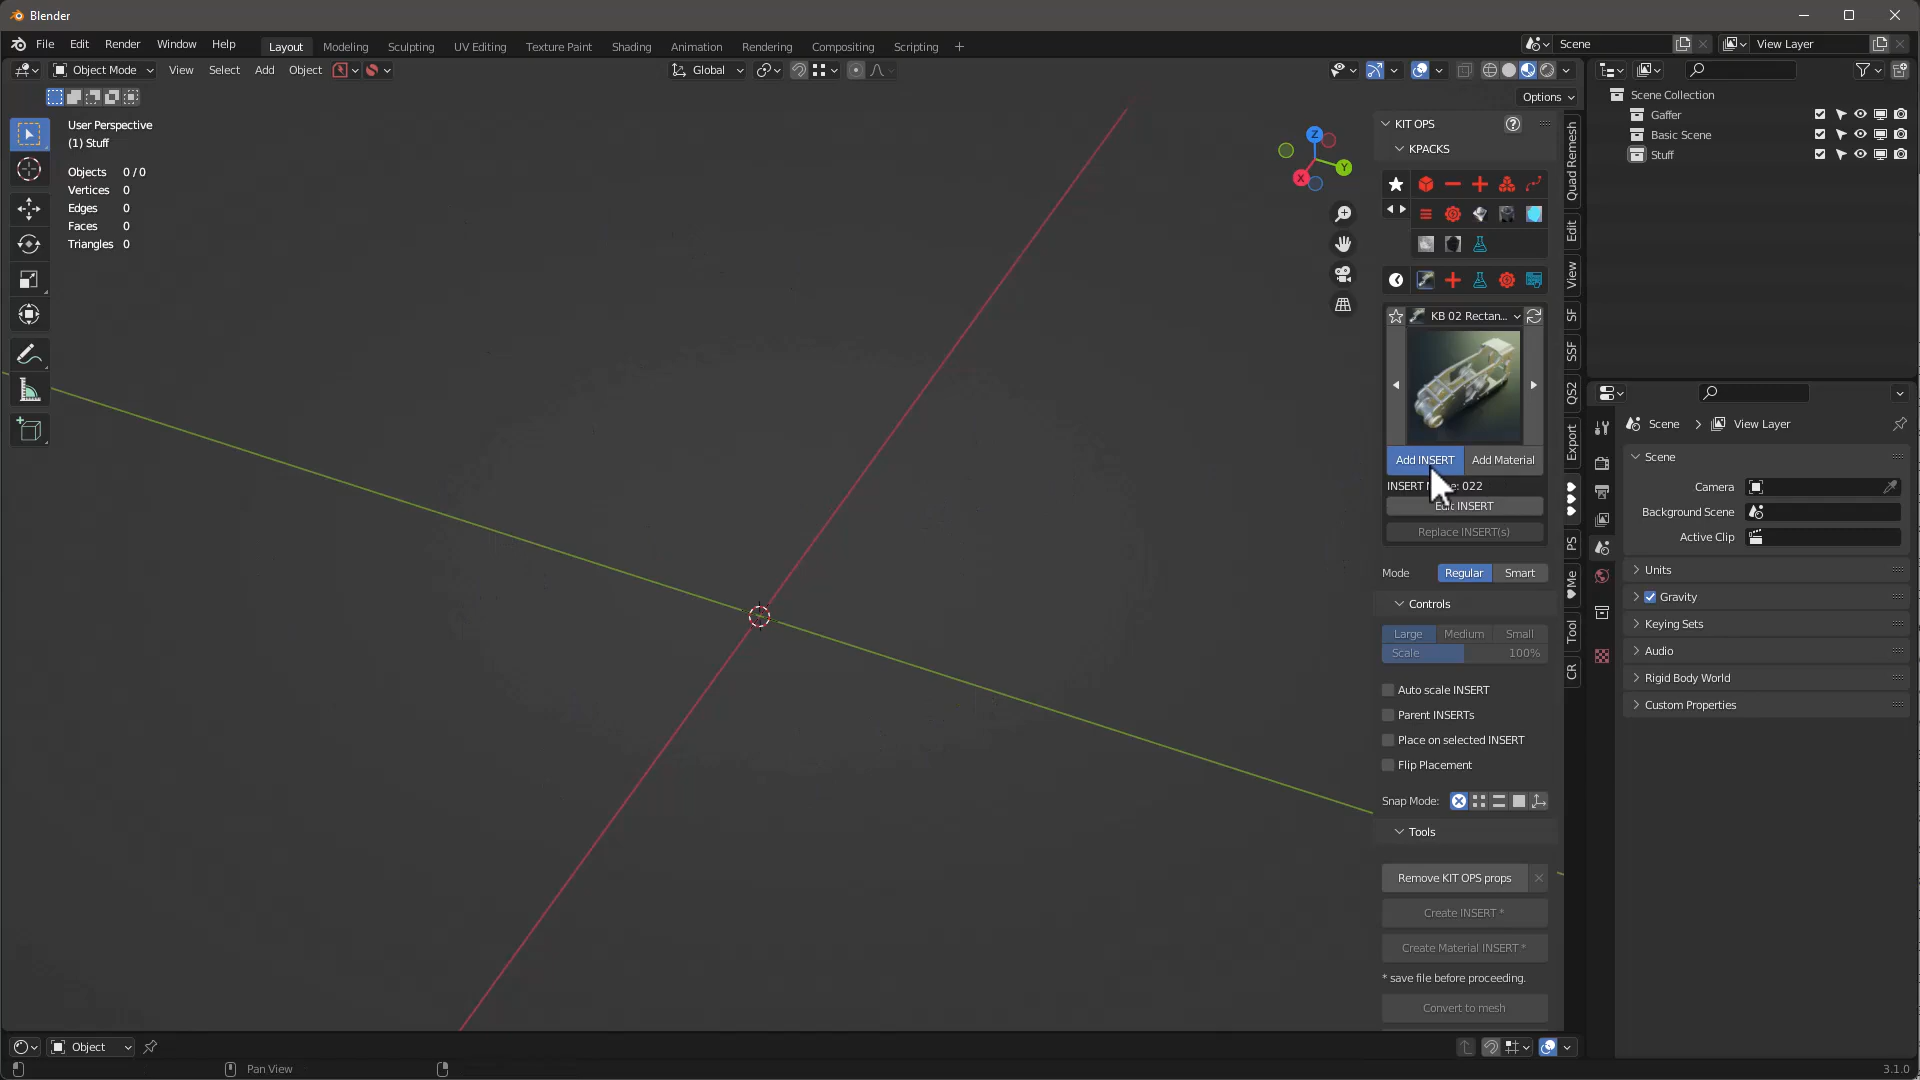 Blender
File Edit Render Window Help Layout Modeling Sculpting UV Editing Texture Paint Shading Animation Rendering Compositing Scripting + Scene View Layer
Object Mode View Select Add Object Global
Options
User Perspective
(1) Stuff
Objects 0 / 0
Vertices 0
Edges 0
Faces 0
Triangles 0
Z
Y
X
KIT OPS
KPACKS
KB 02 Rectan...
Add INSERT Add Material
INSERT N
: 022
INSERT
Replace INSERT(s)
Mode Regular Smart
Controls
Large Medium Small
Scale 100%
Auto scale INSERT
Parent INSERTs
Place on selected INSERT
Flip Placement
Snap Mode:
Tools
Remove KIT OPS props
Create INSERT *
Create Material INSERT *
* save file before proceeding.
Convert to mesh
Quad Remesh
Edit
View
SF
SSF
QS2
Export
♥♥♥
PS
♥Me
Tool
CR
Scene Collection
Gaffer
Basic Scene
Stuff
Scene > View Layer
Scene
Camera
Background Scene
Active Clip
Units
Gravity
Keying Sets
Audio
Rigid Body World
Custom Properties
Object
Pan View
3.1.0